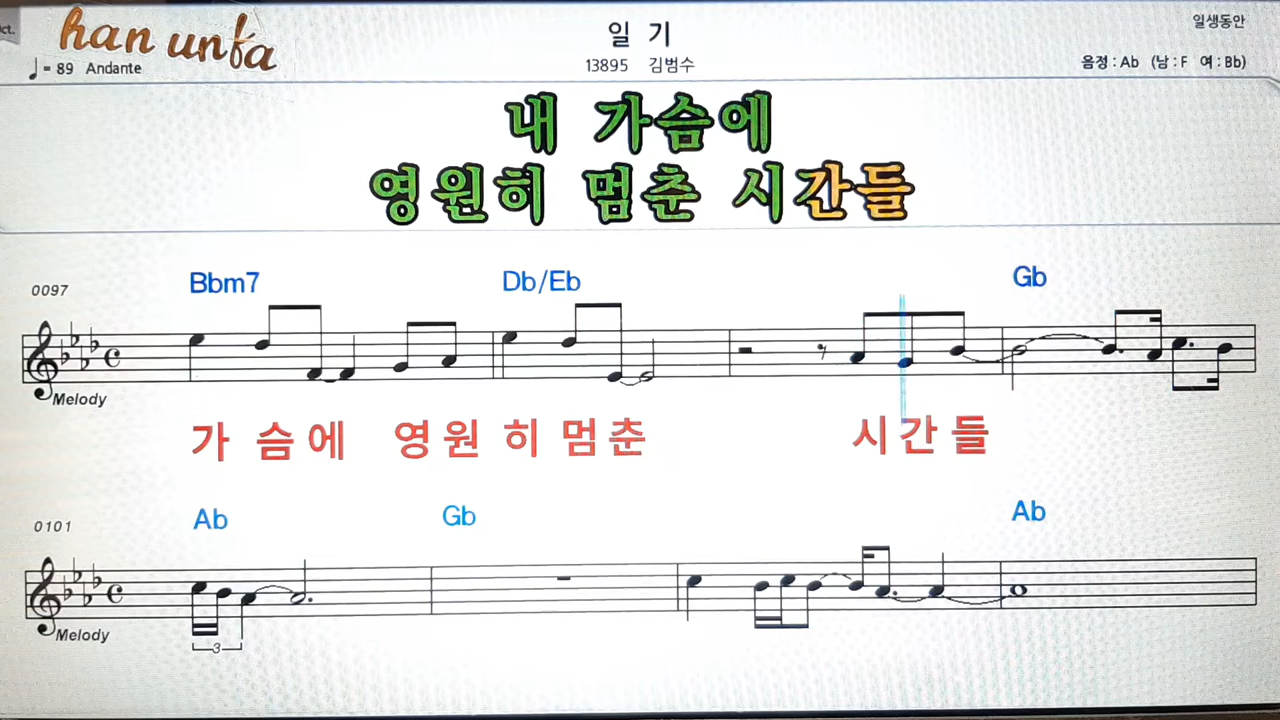 ct.
han unfa
일 기
일생동안
♩= 89 Andante
13895 김범수
음정 : Ab (남 : F 여 : Bb)
내 가슴에
영원히 멈춘 시간들
0097
Bbm7 Db/Eb Gb
Melody
가 슴 에 영 원 히 멈 춘 시 간 들
0101
Ab Gb Ab
Melody
3